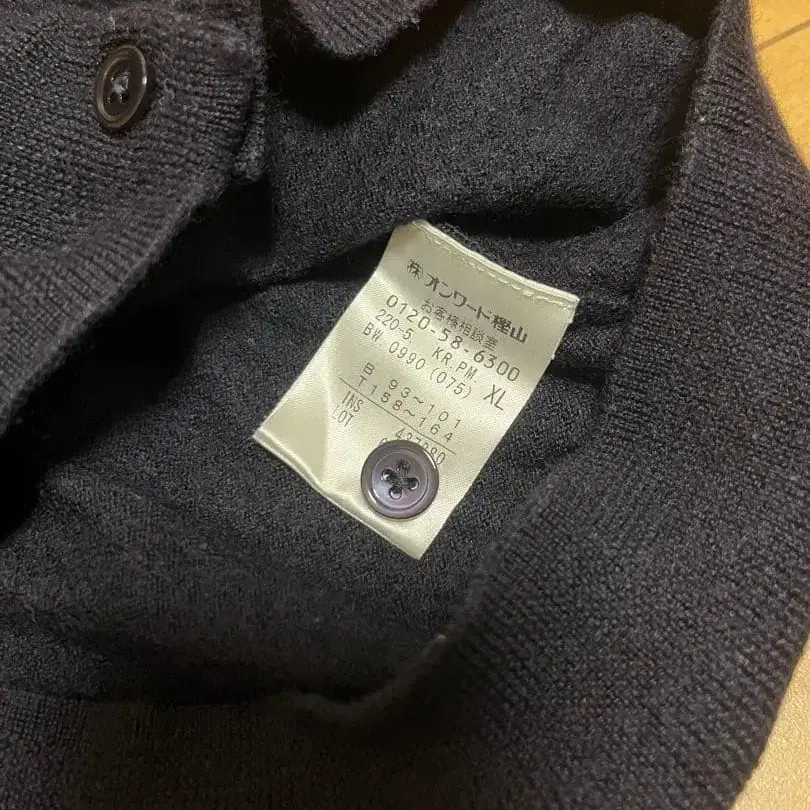 (株)オンワード樫山
お客様相談室
0120-58-6300
220-5 KR.PM
BW 0990(075) XL
B 93~101
T158~164
INS
LOT